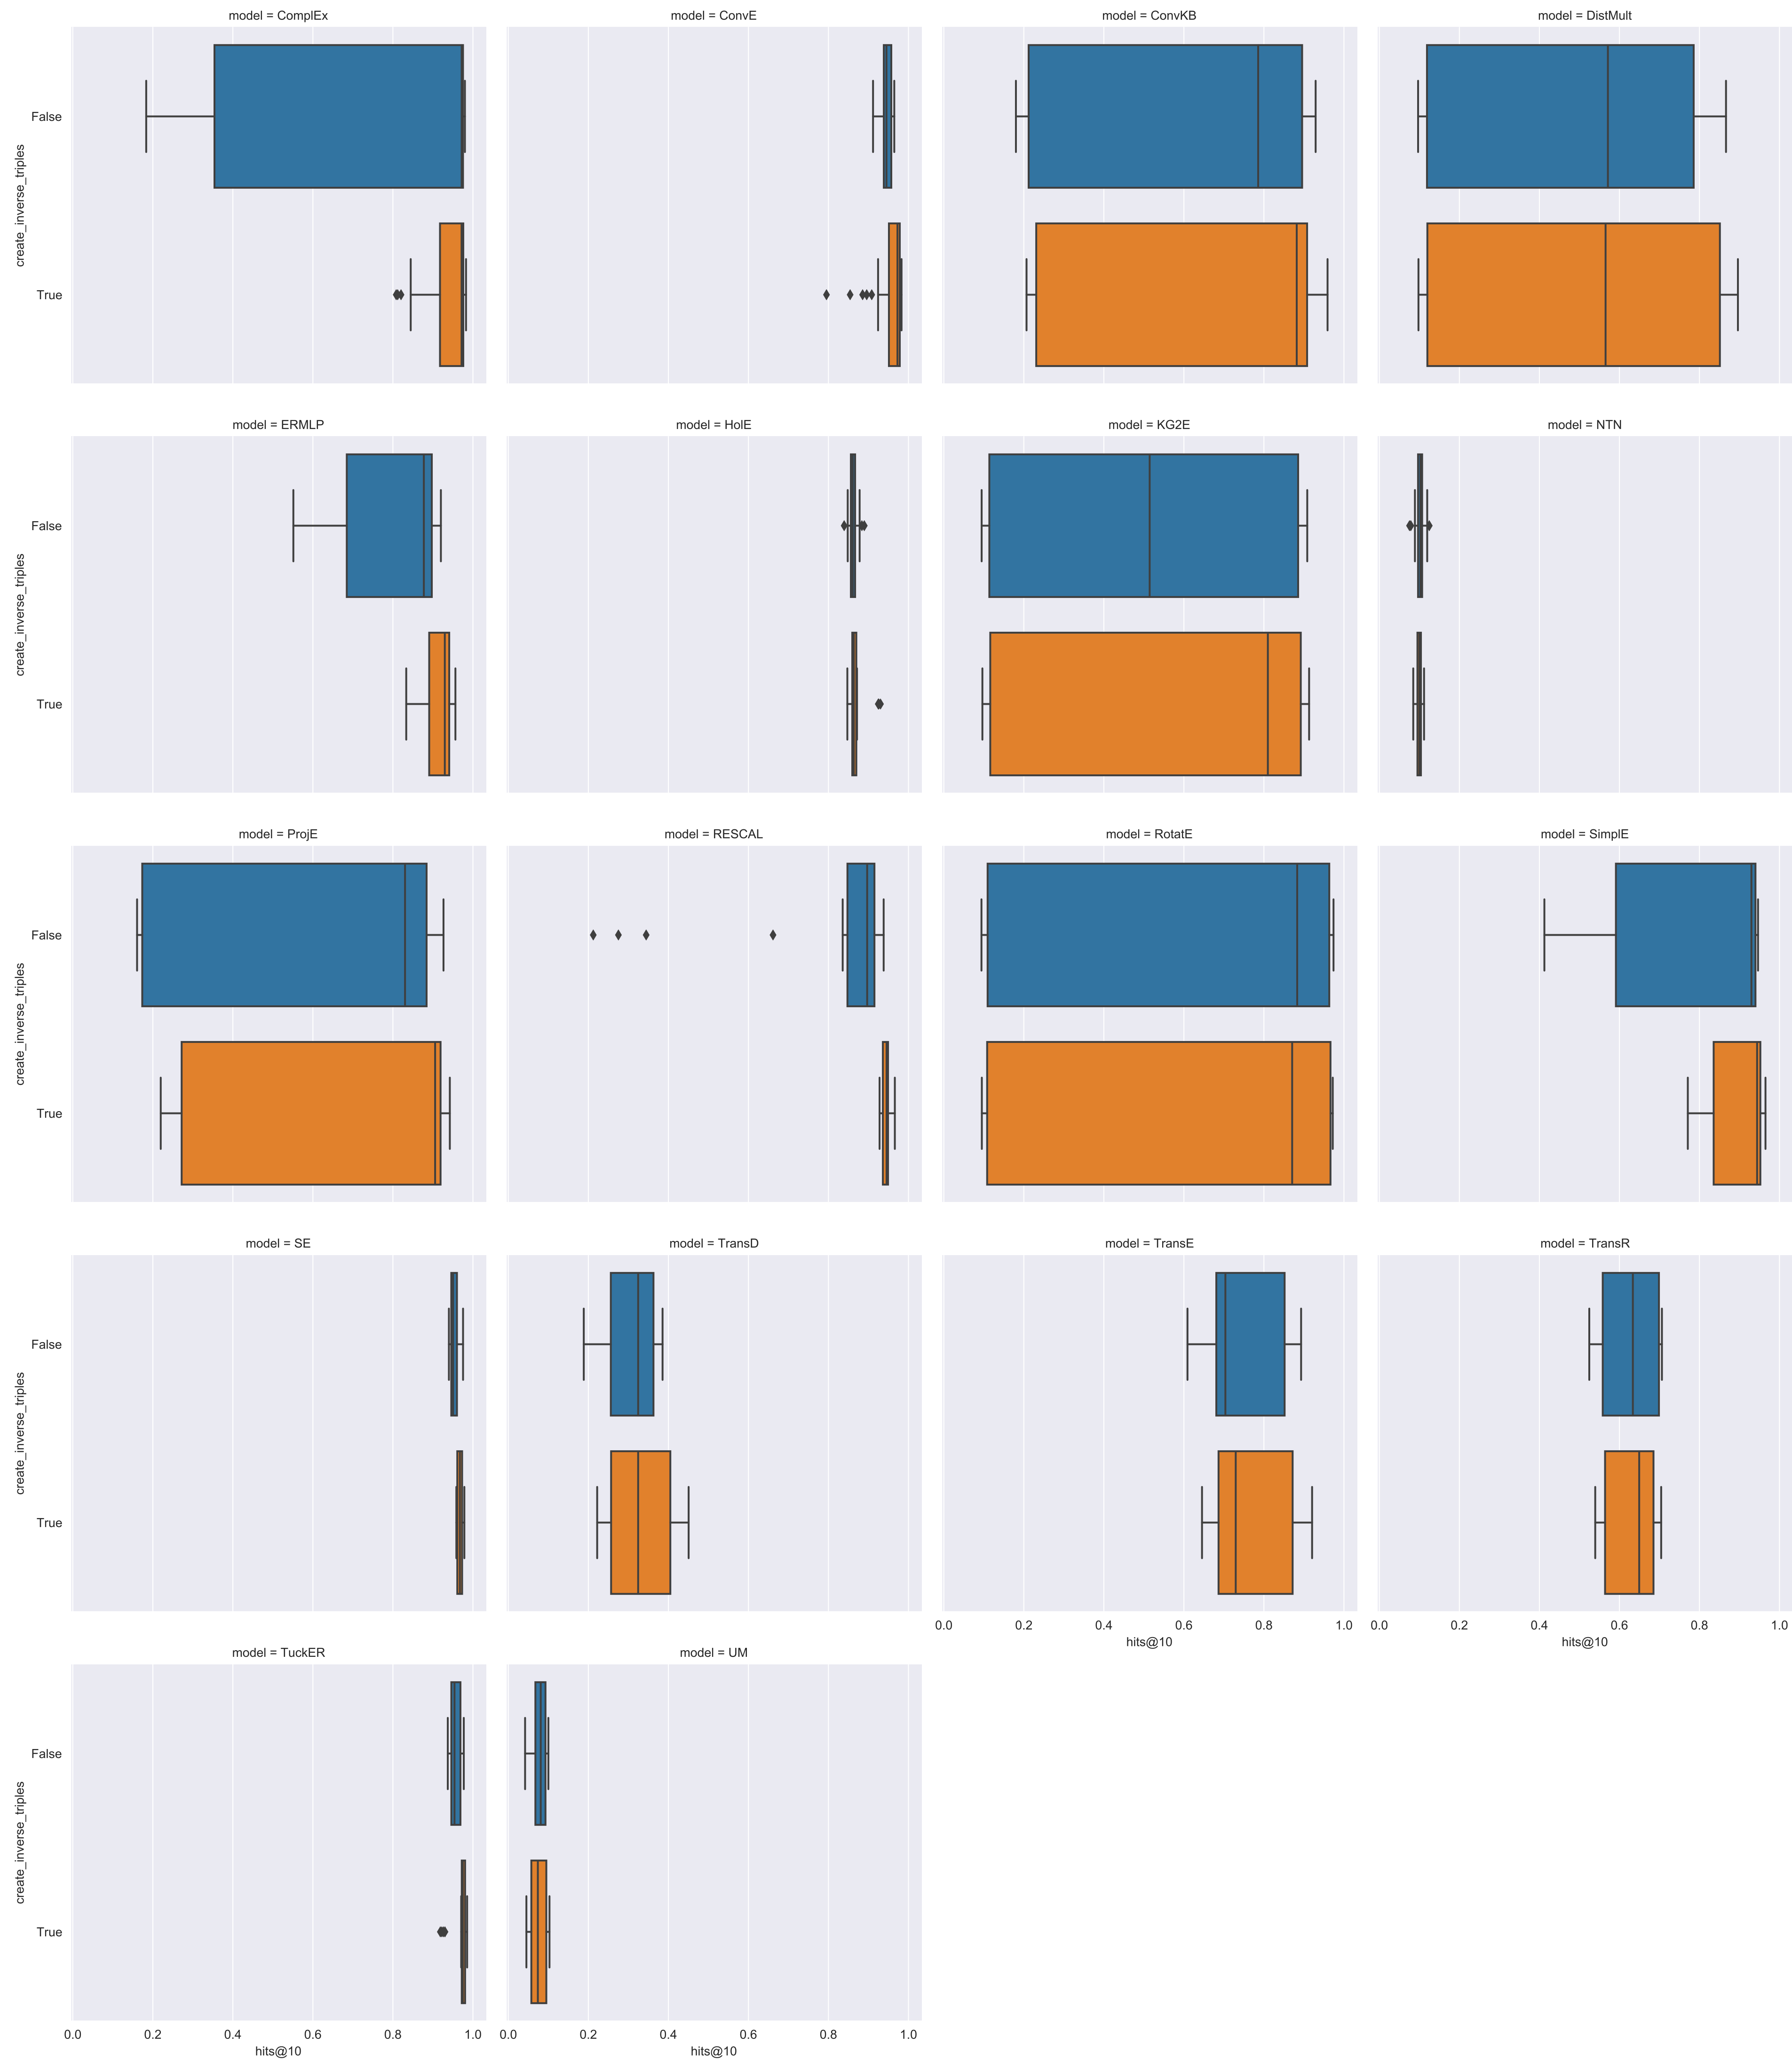 model = ComplEx
model = ConvE
model = ConvKB
model = DistMult
create_inverse_triples
False
True
model = ERMLP
model = HolE
model = KG2E
model = NTN
create_inverse_triples
False
True
model = ProjE
model = RESCAL
model = RotatE
model = SimplE
create_inverse_triples
False
True
model = SE
model = TransD
model = TransE
model = TransR
create_inverse_triples
False
True
0.0 0.2 0.4 0.6 0.8 1.0
hits@10
0.0 0.2 0.4 0.6 0.8 1.0
hits@10
model = TuckER
model = UM
create_inverse_triples
False
True
0.0 0.2 0.4 0.6 0.8 1.0
hits@10
0.0 0.2 0.4 0.6 0.8 1.0
hits@10